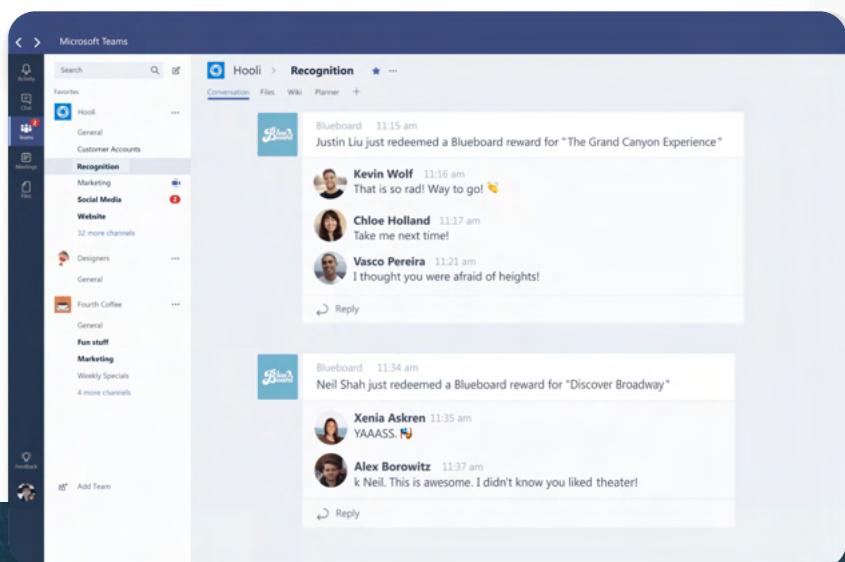 Microsoft Teams
Activity
Chat
2
Teams
Meetings
Files
Feedback
Search
Favorites
Hooli
General
Customer Accounts
Recognition
Marketing
Social Media 2
Website
32 more channels
Designers
General
Fourth Coffee
General
Fun stuff
Marketing
Weekly Specials
4 more channels
Add Team
Hooli > Recognition ...
Conversation Files Wiki Planner +
Blueboard
Blueboard 11:15 am
Justin Liu just redeemed a Blueboard reward for "The Grand Canyon Experience"
Kevin Wolf 11:16 am
That is so rad! Way to go! 👏
Chloe Holland 11:17 am
Take me next time!
Vasco Pereira 11:21 am
I thought you were afraid of heights!
Reply
Blueboard
Blueboard 11:34 am
Neil Shah just redeemed a Blueboard reward for "Discover Broadway"
Xenia Askren 11:35 am
YAAASS.
Alex Borowitz 11:37 am
k Neil. This is awesome. I didn't know you liked theater!
Reply